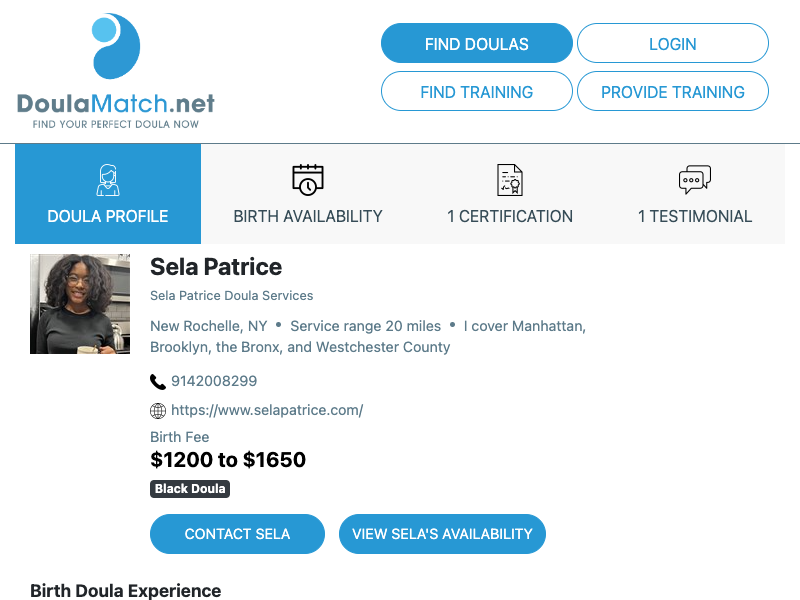 DoulaMatch.net
FIND YOUR PERFECT DOULA NOW
FIND DOULAS
LOGIN
FIND TRAINING
PROVIDE TRAINING
DOULA PROFILE
BIRTH AVAILABILITY
1 CERTIFICATION
1 TESTIMONIAL
Sela Patrice
Sela Patrice Doula Services
New Rochelle, NY • Service range 20 miles • I cover Manhattan,
Brooklyn, the Bronx, and Westchester County
9142008299
https://www.selapatrice.com/
Birth Fee
$1200 to $1650
Black Doula
CONTACT SELA
VIEW SELA'S AVAILABILITY
Birth Doula Experience